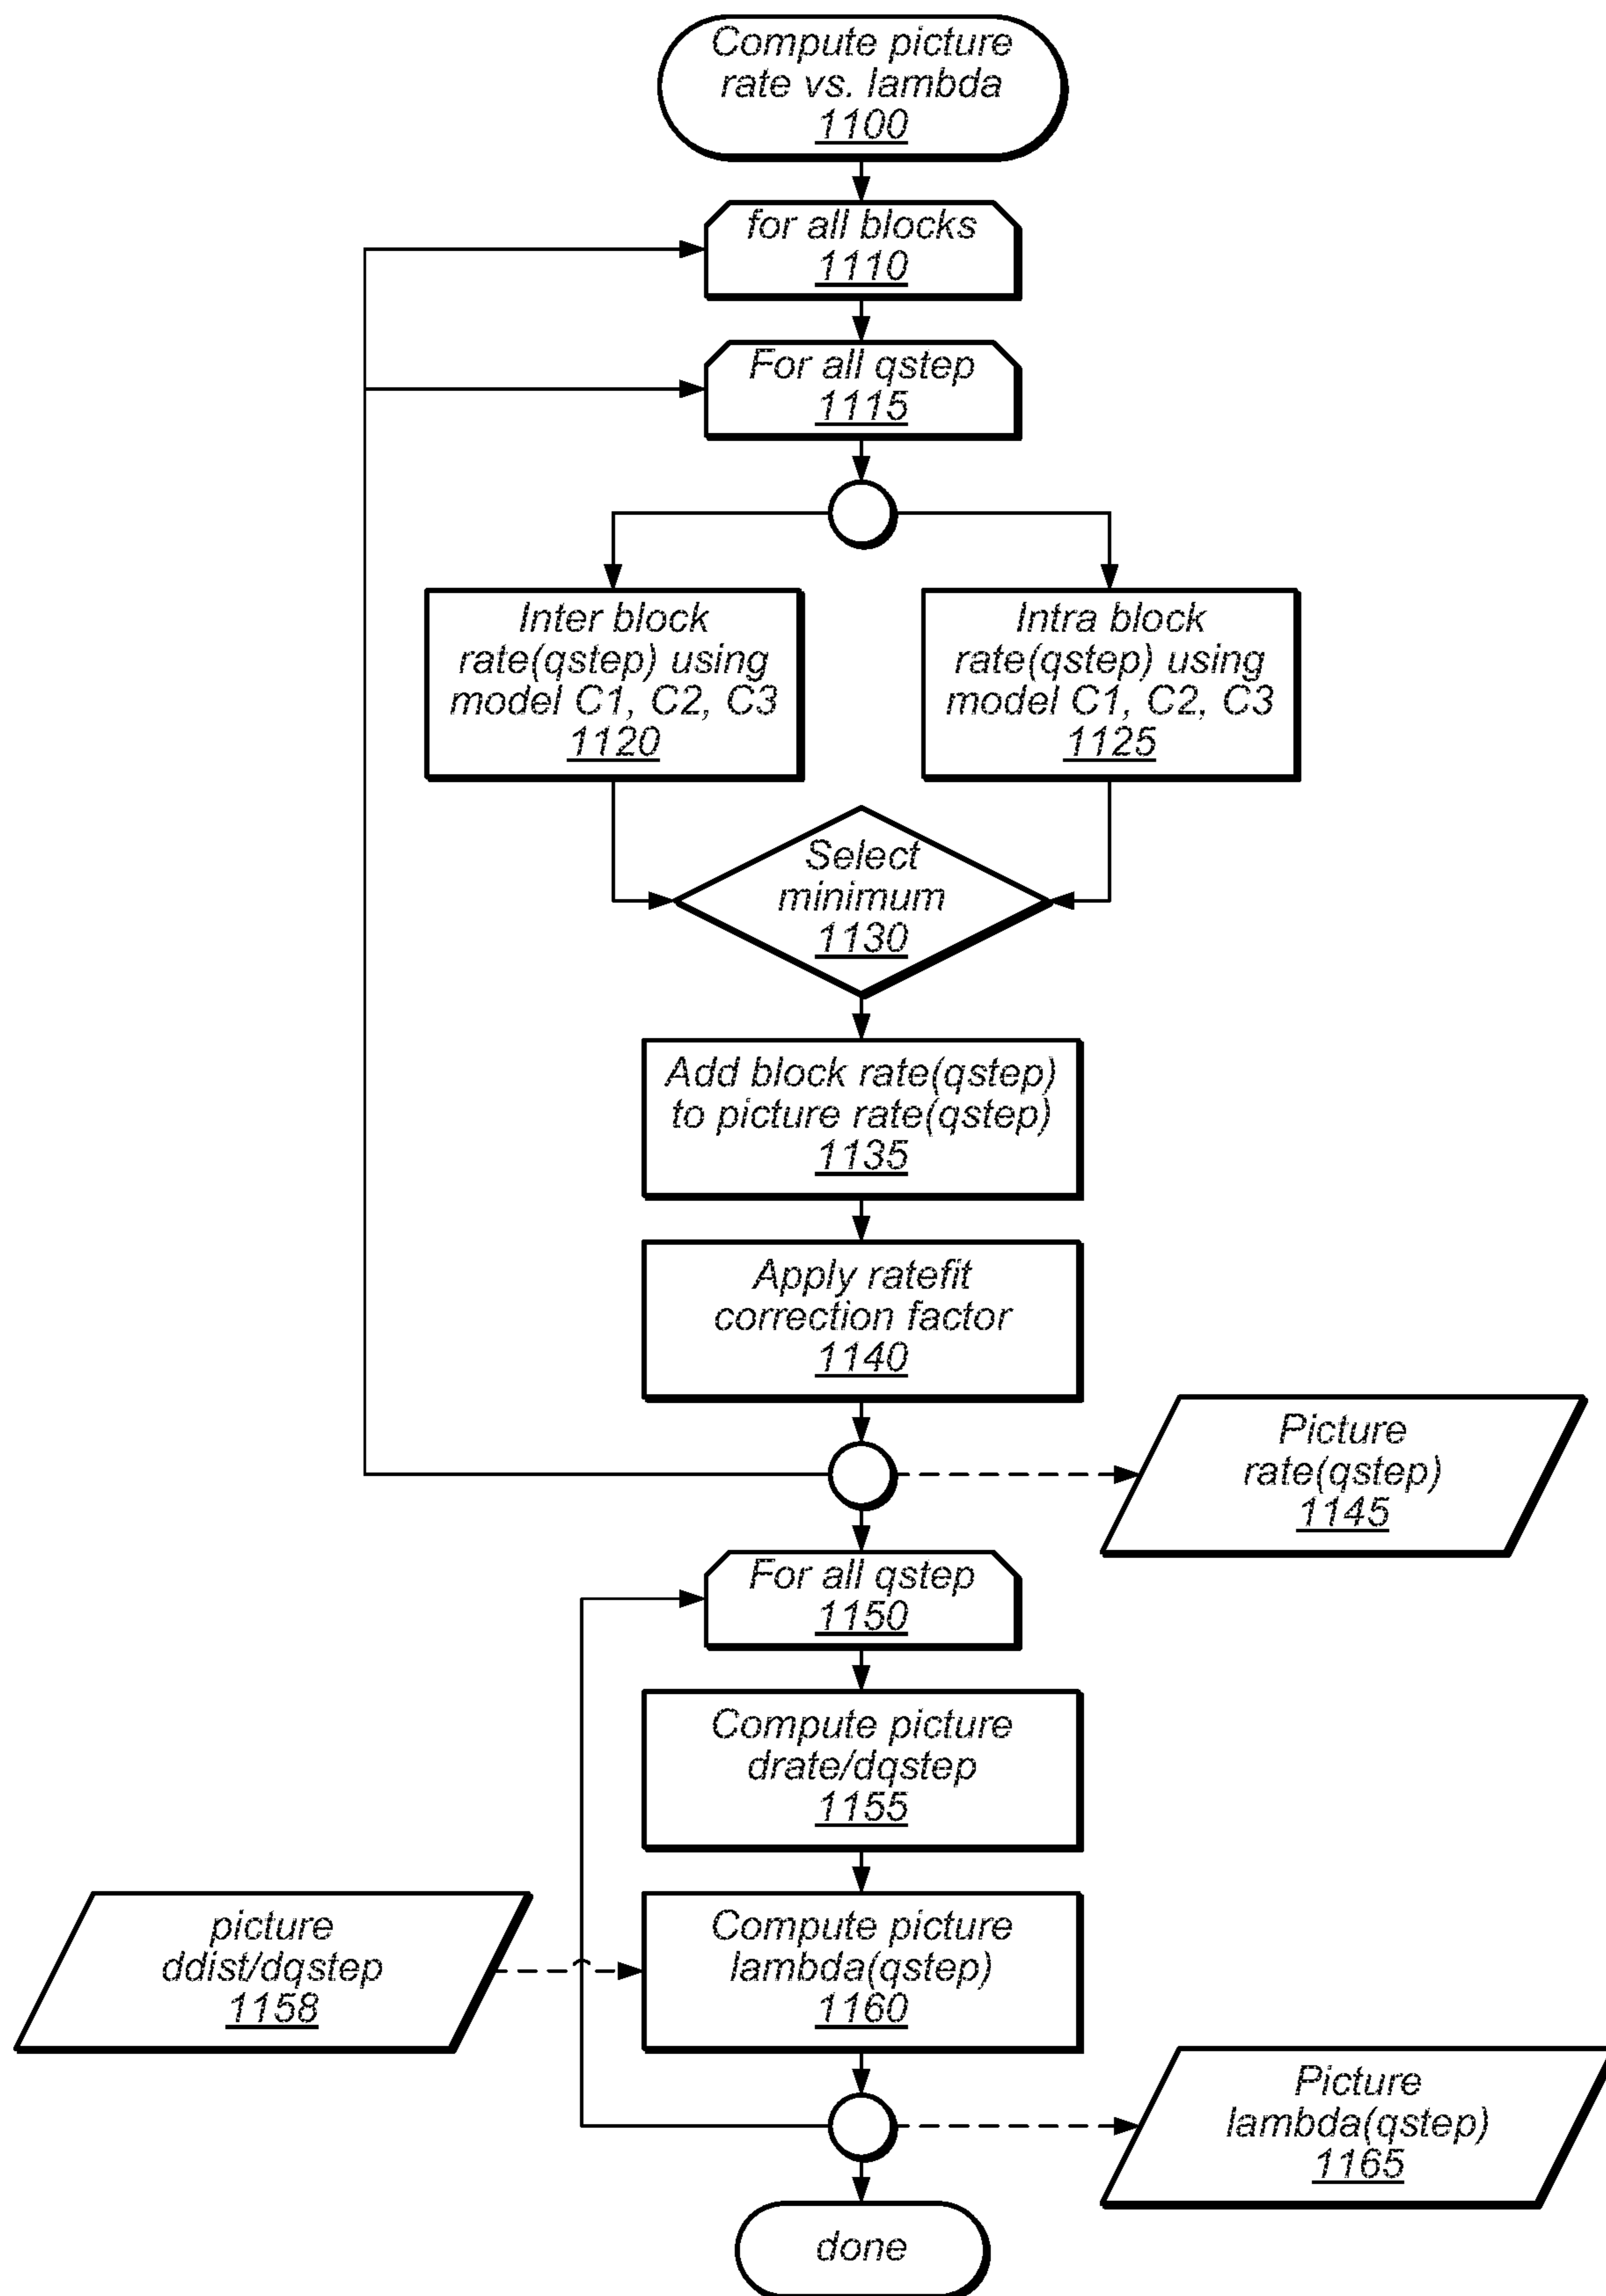 Compute picture
rate vs. lambda
1100
for all blocks
1110
For all qstep
1115
Inter block
rate(qstep) using
model C1, C2, C3
1120
Intra block
rate(qstep) using
model C1, C2, C3
1125
Select
minimum
1130
Add block rate(qstep)
to picture rate(qstep)
1135
Apply ratefit
correction factor
1140
Picture
rate(qstep)
1145
For all qstep
1150
Compute picture
drate/dqstep
1155
picture
ddist/dqstep
1158
Compute picture
lambda(qstep)
1160
Picture
lambda(qstep)
1165
done